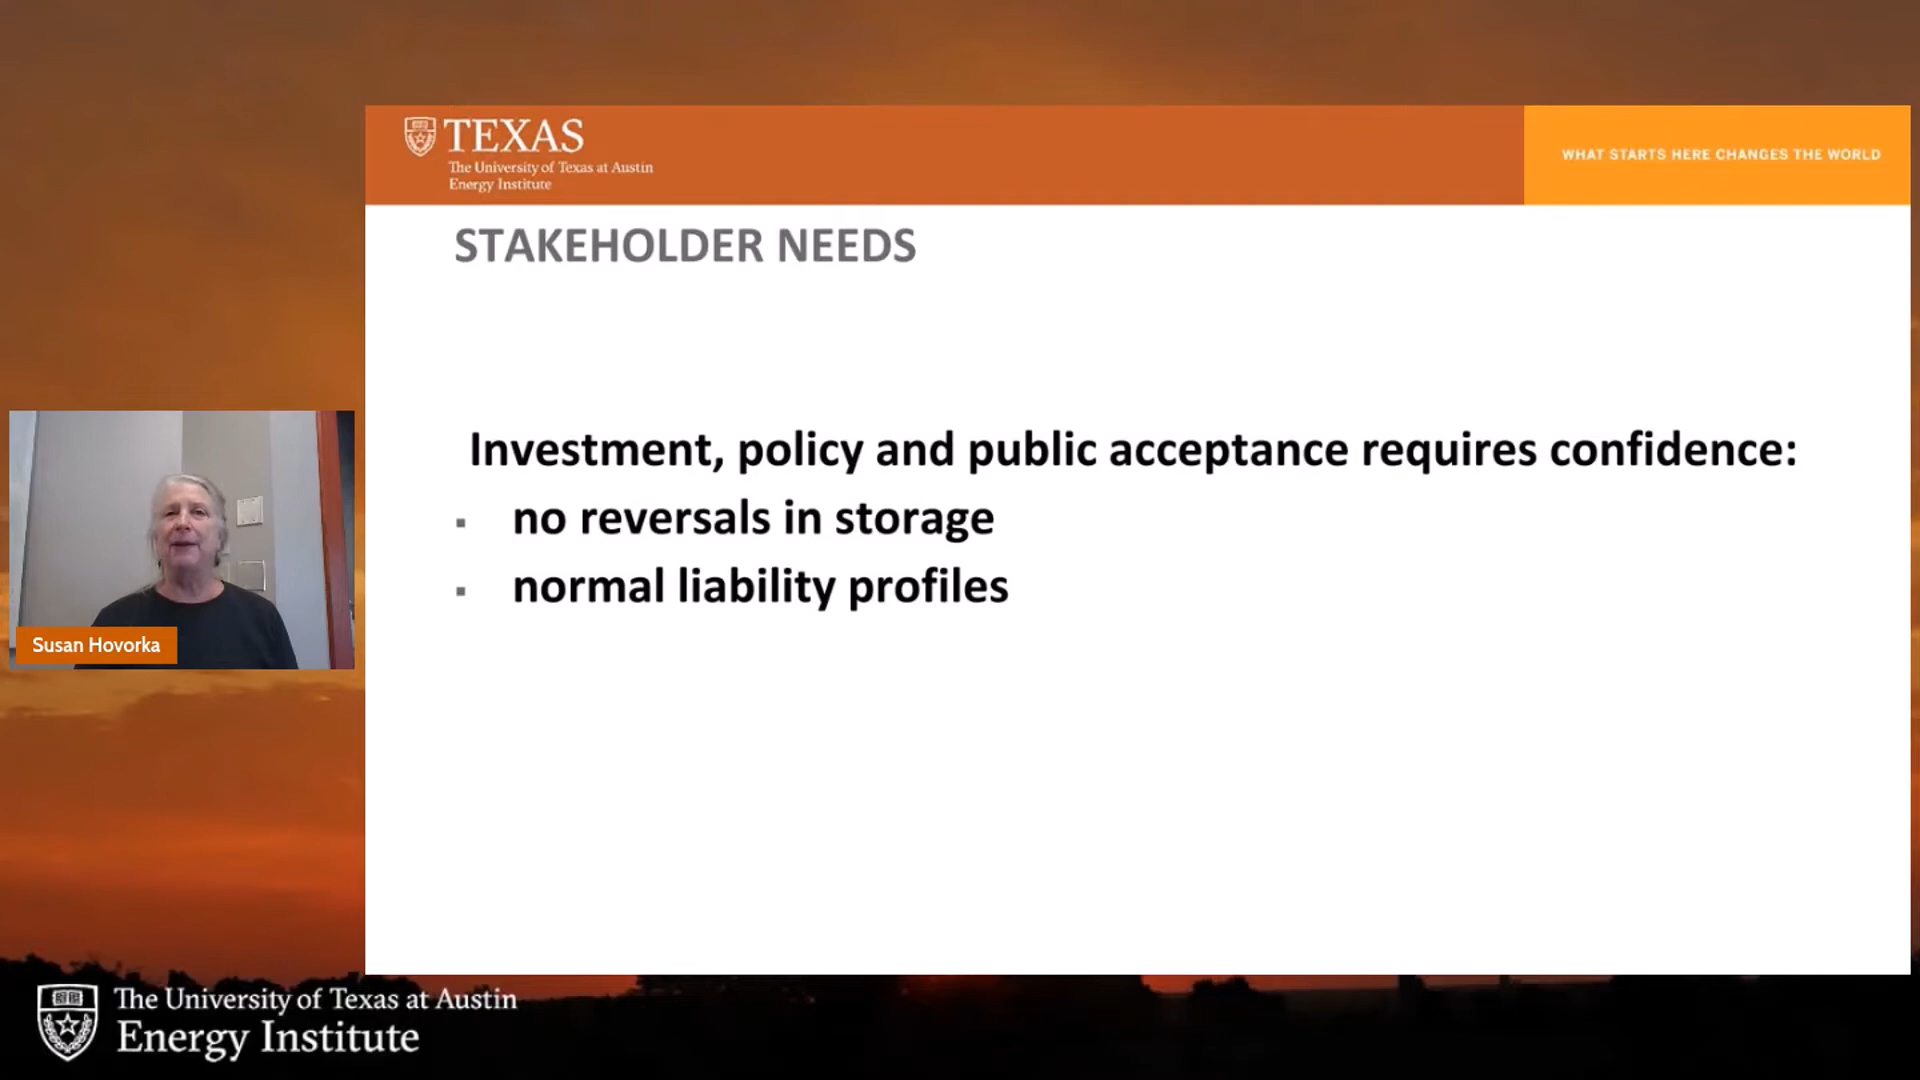 TEXAS
The University of Texas at Austin
Energy Institute
WHAT STARTS HERE CHANGES THE WORLD
STAKEHOLDER NEEDS
Investment, policy and public acceptance requires confidence:
▪ no reversals in storage
▪ normal liability profiles
Susan Hovorka
The University of Texas at Austin
Energy Institute